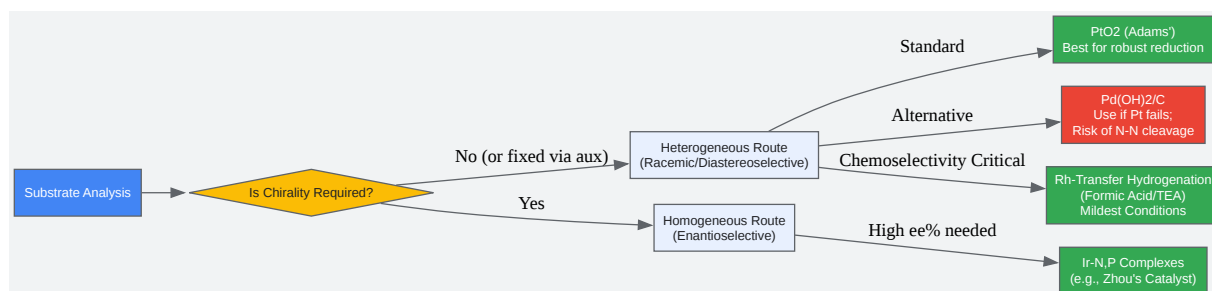 Substrate Analysis
Is Chirality Required?
No (or fixed via aux)
Yes
Heterogeneous Route
(Racemic/Diastereoselective)
Homogeneous Route
(Enantioselective)
Standard
Alternative
Chemoselectivity Critical
High ee% needed
PtO2 (Adams')
Best for robust reduction
Pd(OH)2/C
Use if Pt fails;
Risk of N-N cleavage
Rh-Transfer Hydrogenation
(Formic Acid/TEA)
Mildest Conditions
Ir-N,P Complexes
(e.g., Zhou's Catalyst)